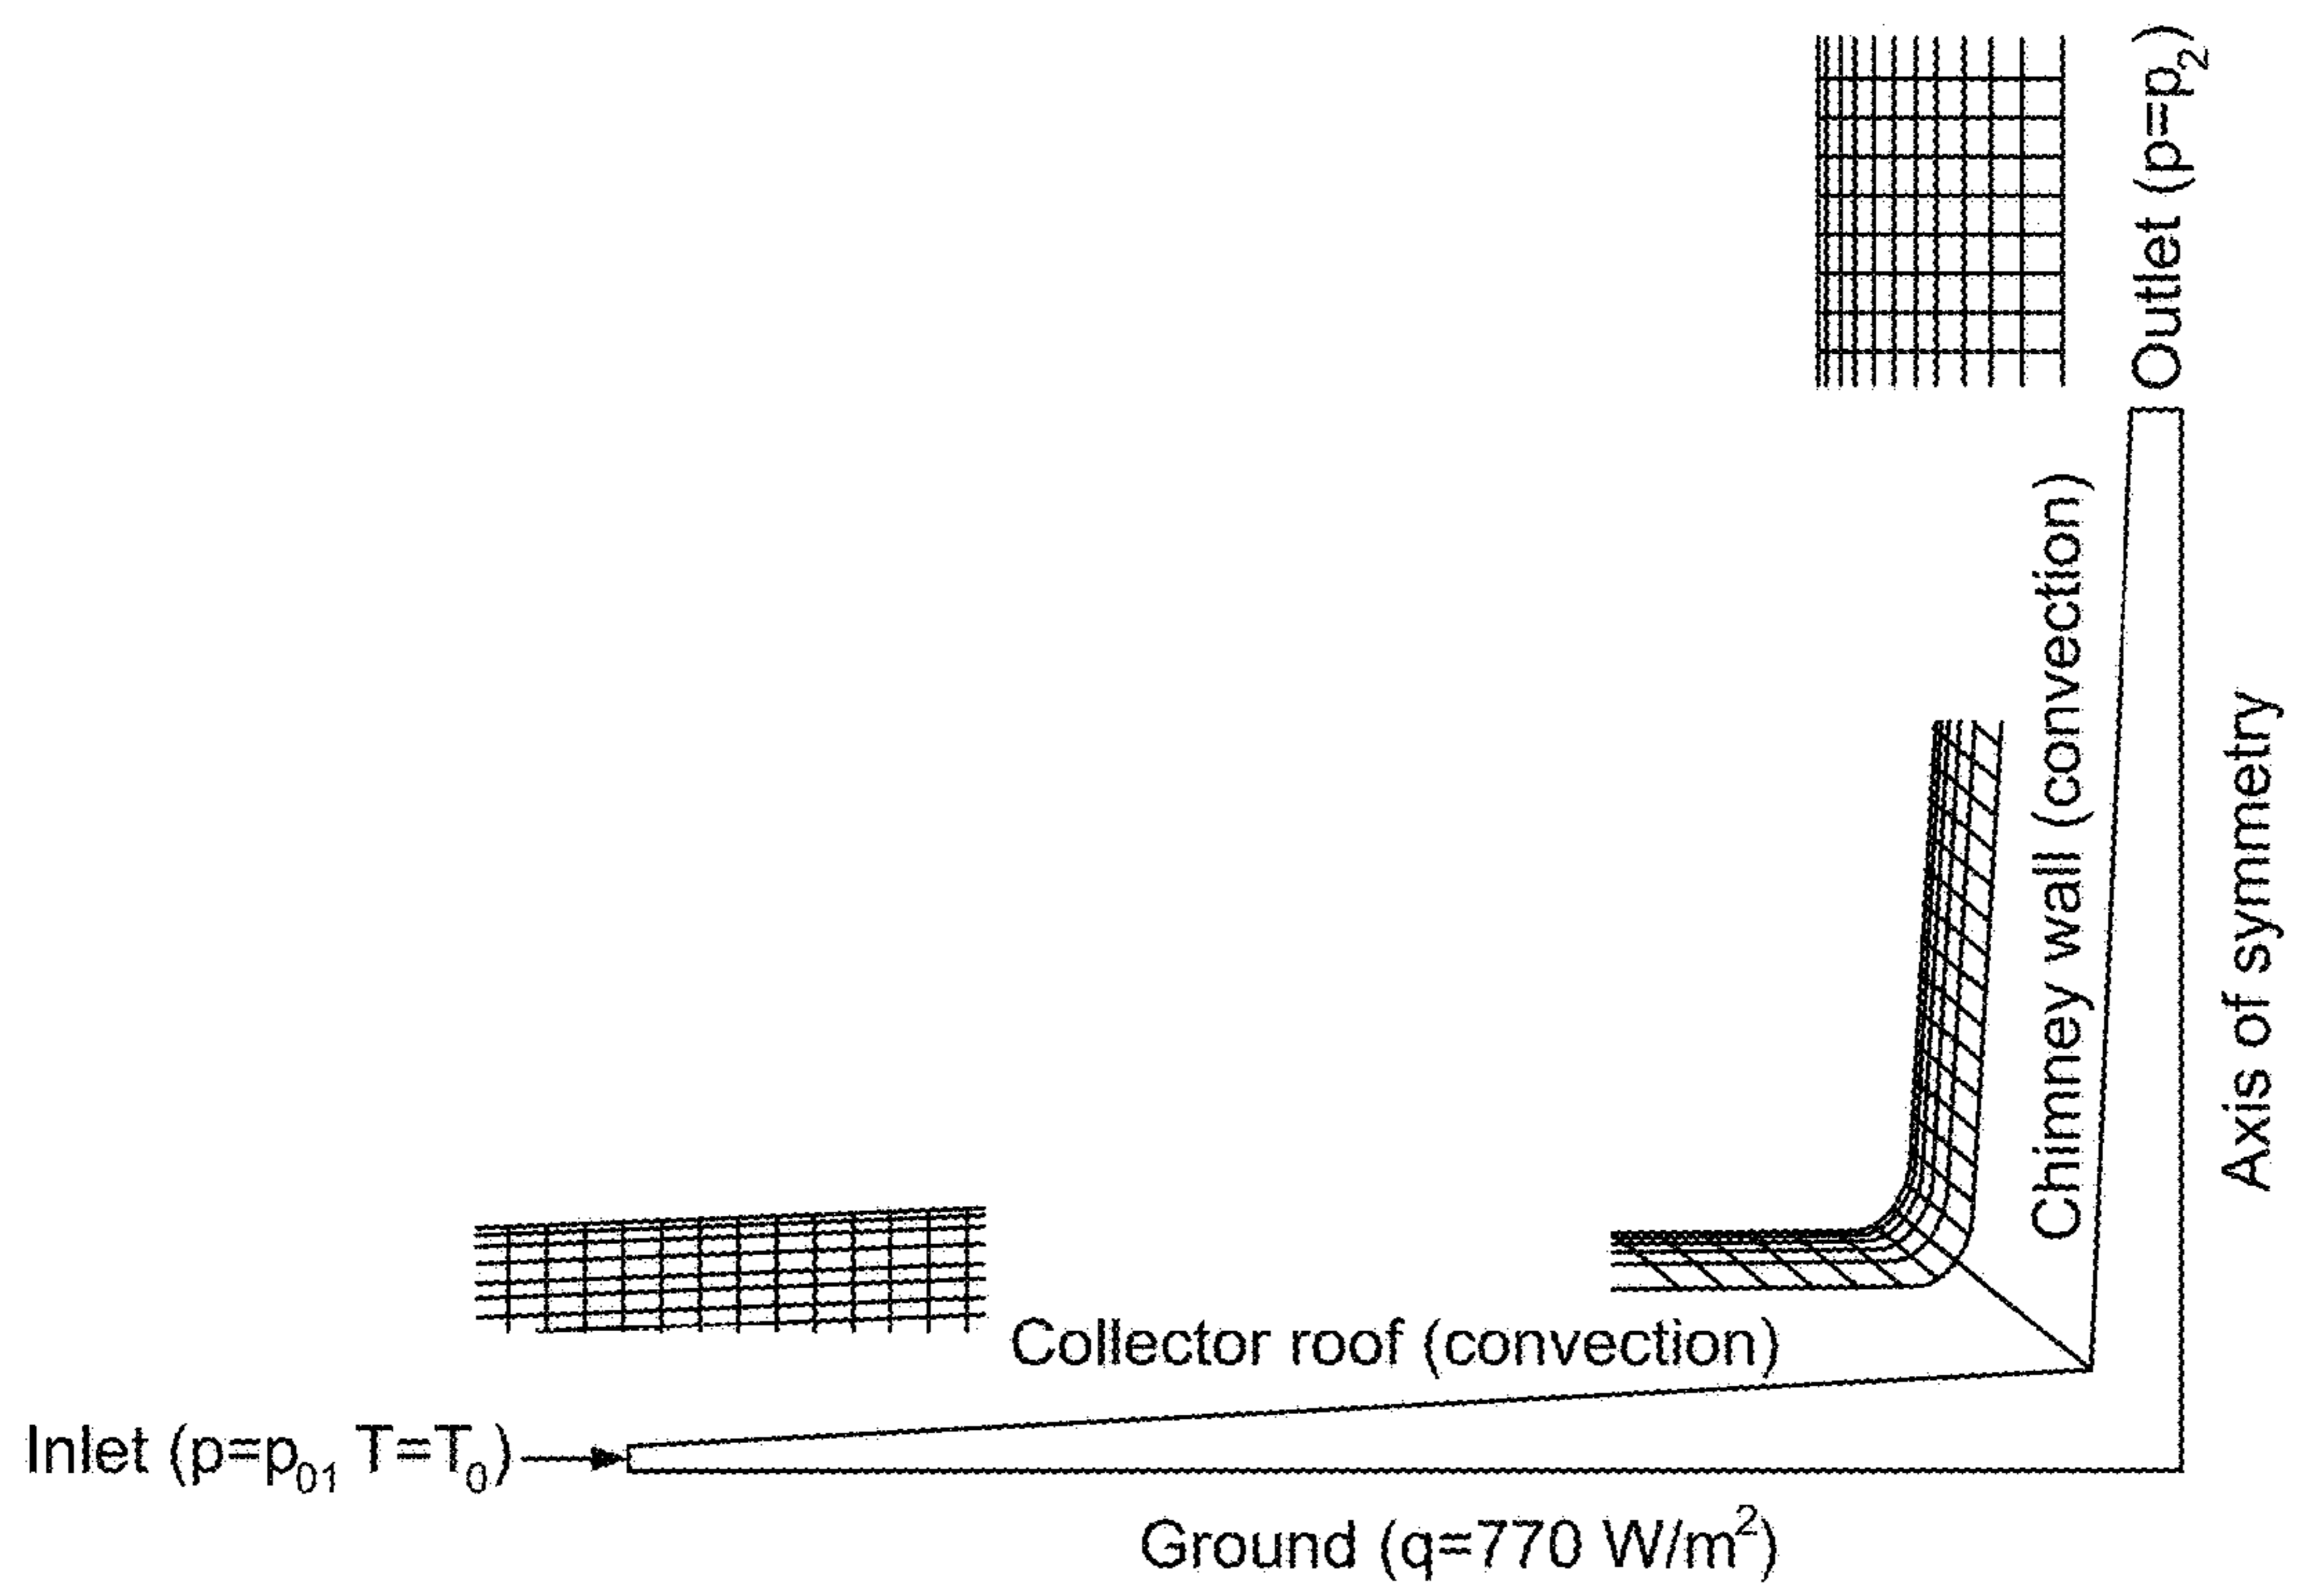 Outlet (p=p₂)
Chimney wall (convection)
Axis of symmetry
Collector roof (convection)
Inlet (p=p₀₁ T=T₀)
Ground (q=770 W/m²)